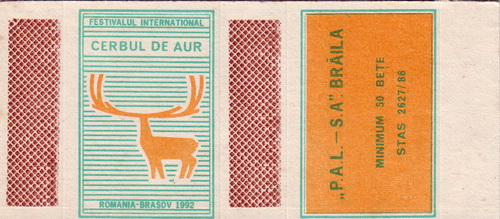 FESTIVALUL INTERNATIONAL
CERBUL DE AUR
ROMANIA-BRASOV 1992
„P.A.L. — S.A". BRĂILA
MINIMUM 50 BEȚE
STAS 2627/86